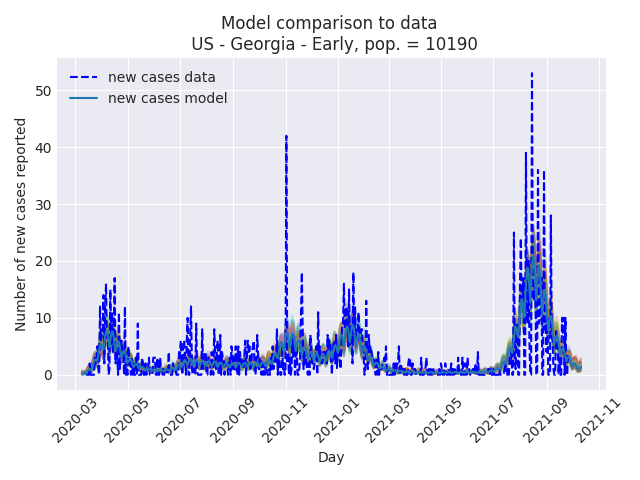 Model comparison to data
US - Georgia - Early, pop. = 10190
new cases data
new cases model
Number of new cases reported
50
40
30
20
10
0
2020-03
2020-05
2020-07
2020-09
2020-11
2021-01
2021-03
2021-05
2021-07
2021-09
2021-11
Day